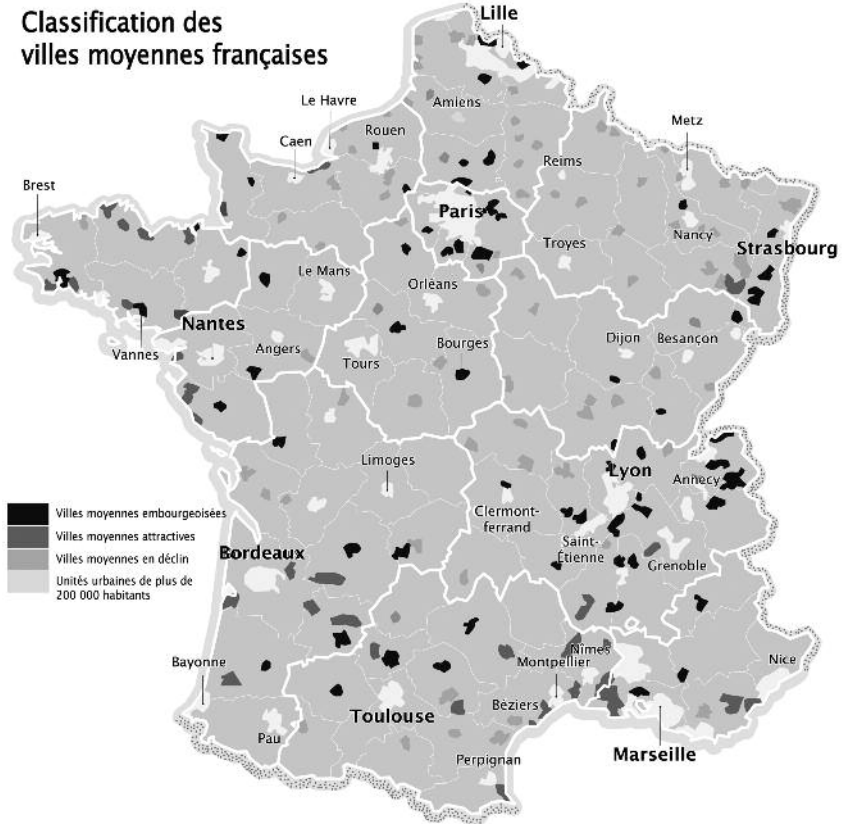 Classification des
villes moyennes françaises
Lille
Le Havre
Amiens
Rouen
Caen
Metz
Reims
Brest
Paris
Nancy
Strasbourg
Troyes
Le Mans
Orléans
Nantes
Vannes
Angers
Tours
Bourges
Dijon
Besançon
Limoges
Lyon
Annecy
Clermont-
ferrand
Saint-
Étienne
Grenoble
Villes moyennes embourgeoisées
Villes moyennes attractives
Villes moyennes en déclin
Unités urbaines de plus de
200 000 habitants
Bordeaux
Bayonne
Nîmes
Montpellier
Nice
Béziers
Toulouse
Pau
Perpignan
Marseille